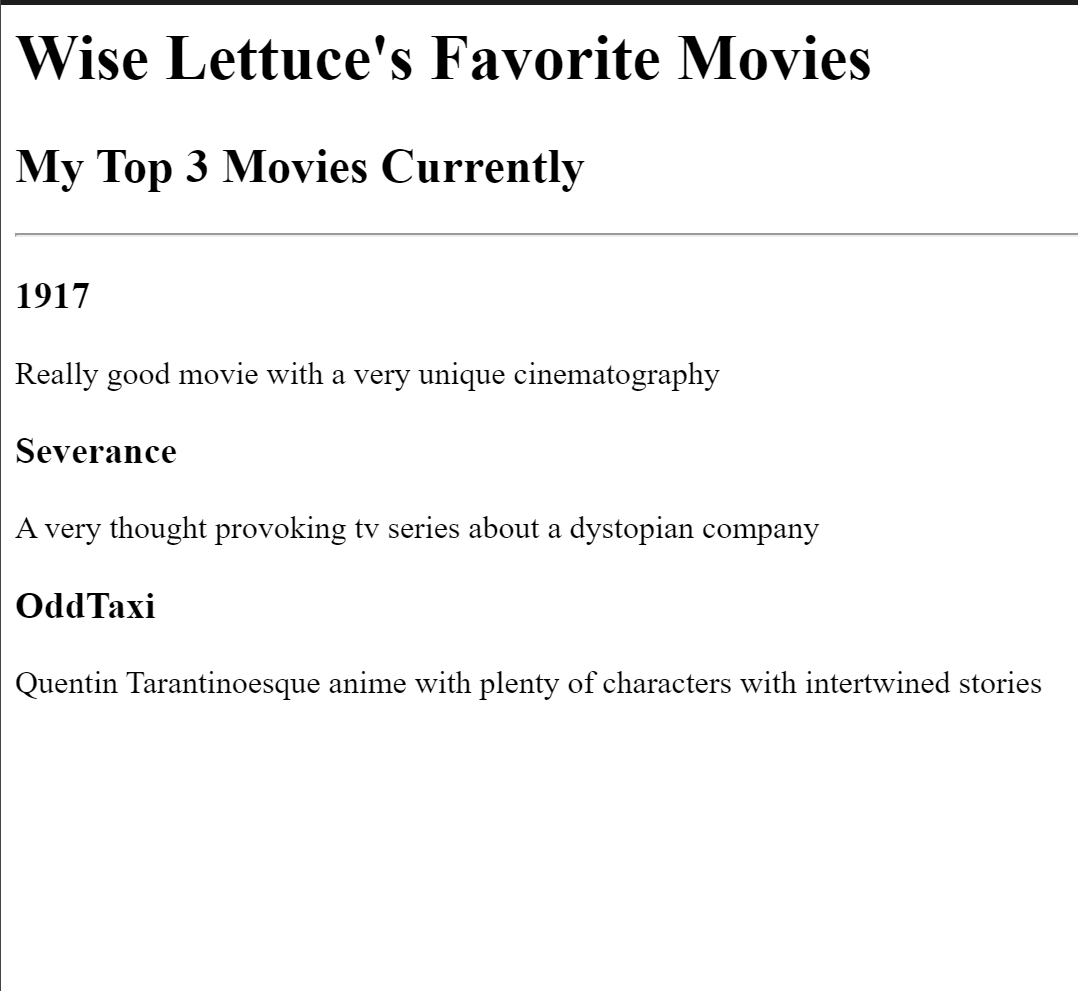 Wise Lettuce's Favorite Movies
My Top 3 Movies Currently
1917
Really good movie with a very unique cinematography
Severance
A very thought provoking tv series about a dystopian company
OddTaxi
Quentin Tarantinoesque anime with plenty of characters with intertwined stories